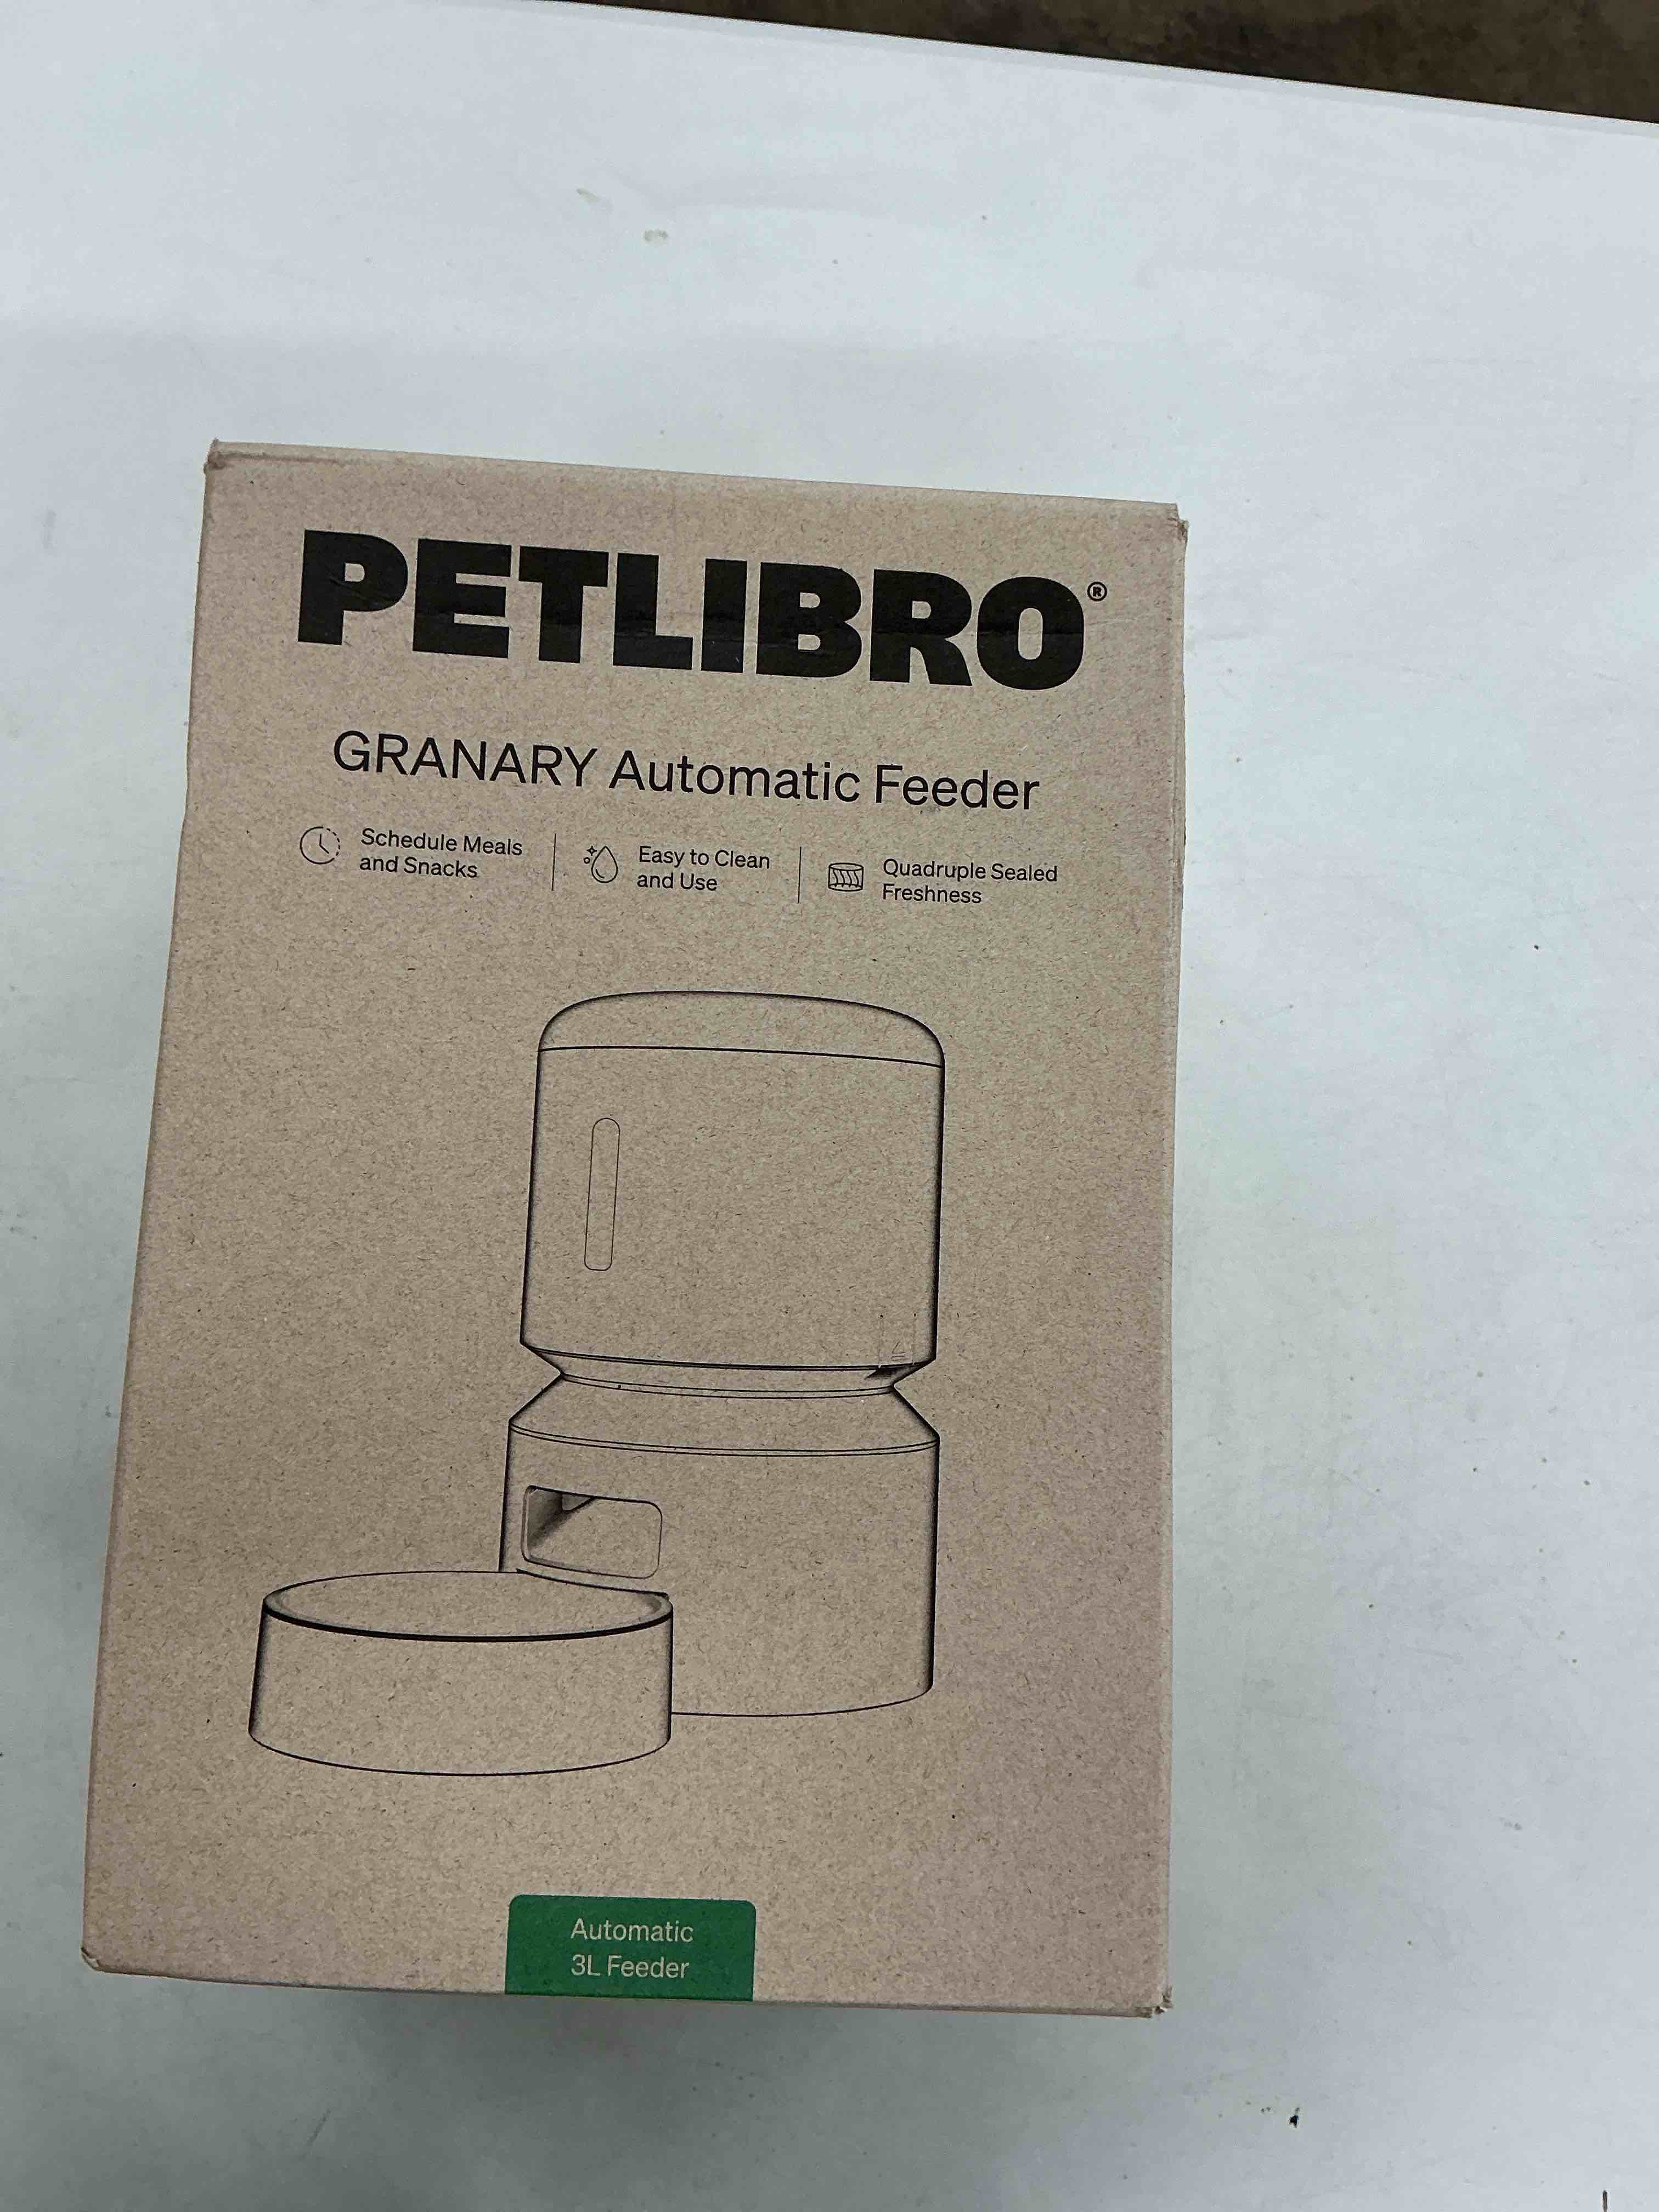 PETLIBRO®
GRANARY Automatic Feeder
Schedule Meals
and Snacks
Easy to Clean
and Use
Quadruple Sealed
Freshness
Automatic
3L Feeder